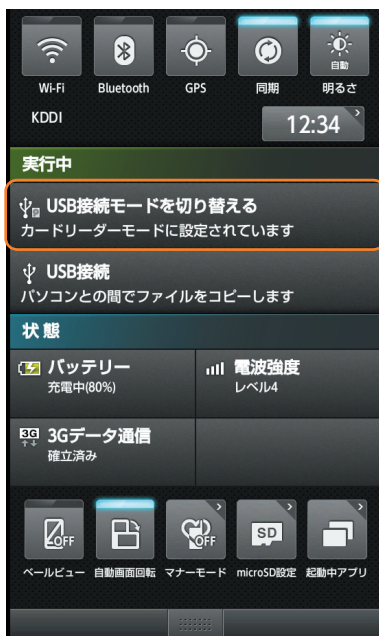 自動
Wi-Fi Bluetooth GPS 同期 明るさ
KDDI 12:34
実行中
USB接続モードを切り替える
カードリーダーモードに設定されています
USB接続
パソコンとの間でファイルをコピーします
状態
バッテリー 電波強度
充電中(80%) レベル4
3G 3Gデータ通信
確立済み
OFF OFF SD
ベールビュー 自動画面回転 マナーモード microSD設定 起動中アプリ